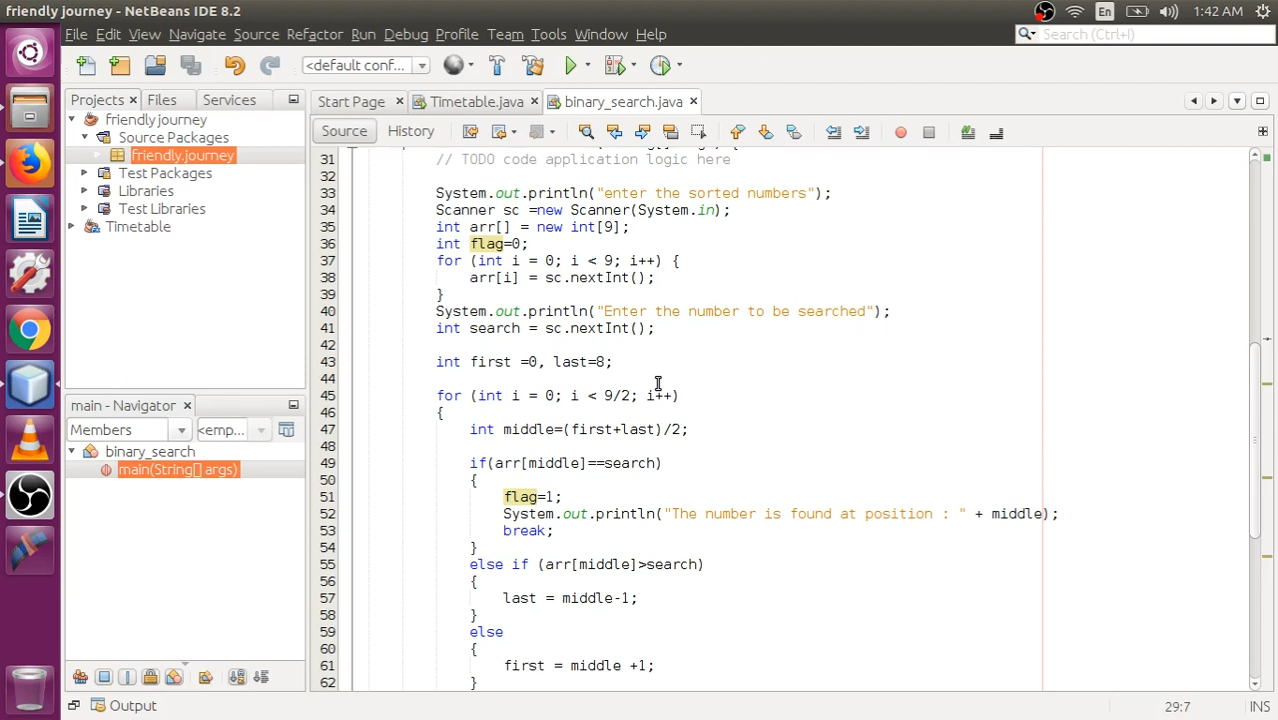 friendly journey - NetBeans IDE 8.2
En
1:42 AM
File Edit View Navigate Source Refactor Run Debug Profile Team Tools Window Help
Search (Ctrl+I)
<default conf...
Projects
Files
Services
Start Page
Timetable.java
binary_search.java
friendly journey
Source Packages
friendly.journey
Test Packages
Libraries
Test Libraries
Timetable
Source
History
31 // TODO code application logic here
32
33 System.out.println("enter the sorted numbers");
34 Scanner sc =new Scanner(System.in);
35 int arr[] = new int[9];
36 int flag=0;
37 for (int i = 0; i < 9; i++) {
38 arr[i] = sc.nextInt();
39 }
40 System.out.println("Enter the number to be searched");
41 int search = sc.nextInt();
42
43 int first =0, last=8;
44
45 for (int i = 0; i < 9/2; i++)
46 {
47 int middle=(first+last)/2;
48
49 if(arr[middle]==search)
50 {
51 flag=1;
52 System.out.println("The number is found at position : " + middle);
53 break;
54 }
55 else if (arr[middle]>search)
56 {
57 last = middle-1;
58 }
59 else
60 {
61 first = middle +1;
62 }
main - Navigator
Members
<emp...
binary_search
main(String[] args)
Output
29:7
INS